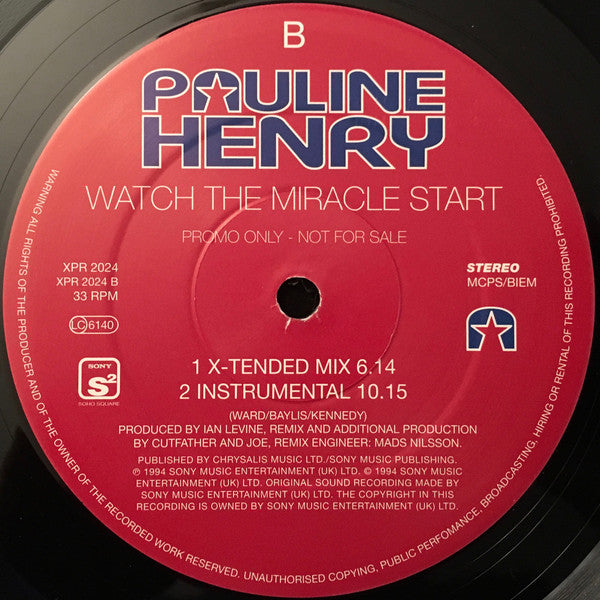 B
PAULINE
HENRY
WATCH THE MIRACLE START
PROMO ONLY - NOT FOR SALE
XPR 2024
XPR 2024 B
33 RPM
LC 6140
STEREO
MCPS/BIEM
SONY
S2
SOHO SQUARE
1 X-TENDED MIX 6.14
2 INSTRUMENTAL 10.15
(WARD/BAYLIS/KENNEDY)
PRODUCED BY IAN LEVINE, REMIX AND ADDITIONAL PRODUCTION
BY CUTFATHER AND JOE, REMIX ENGINEER: MADS NILSSON.
PUBLISHED BY CHRYSALIS MUSIC LTD./SONY MUSIC PUBLISHING.
℗ 1994 SONY MUSIC ENTERTAINMENT (UK) LTD. © 1994 SONY MUSIC
ENTERTAINMENT (UK) LTD. ORIGINAL SOUND RECORDING MADE BY
SONY MUSIC ENTERTAINMENT (UK) LTD. THE COPYRIGHT IN THIS
RECORDING IS OWNED BY SONY MUSIC ENTERTAINMENT (UK) LTD.
WARNING ALL RIGHTS OF THE PRODUCER AND OF THE OWNER OF THE RECORDED WORK RESERVED. UNAUTHORISED COPYING, PUBLIC PERFOMANCE, BROADCASTING, HIRING OR RENTAL OF THIS RECORDING PROHIBITED.